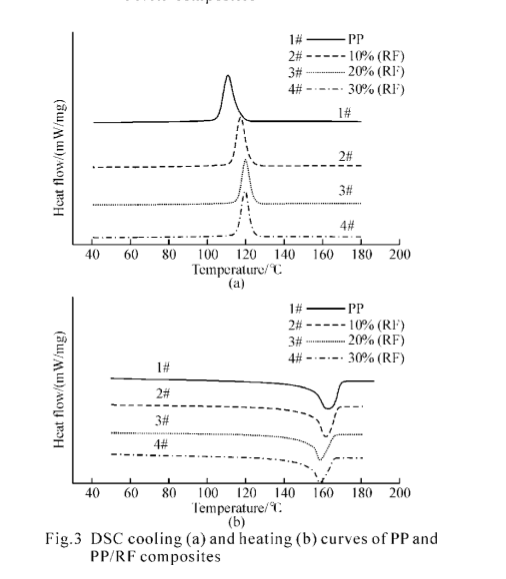 1# PP
2# 10% (RF)
3# 20% (RF)
4# 30% (RF)
1#
2#
3#
4#
Heat flow/(mW/mg)
40 60 80 100 120 140 160 180 200
Temperature/℃
(a)
1# PP
2# 10% (RF)
3# 20% (RF)
4# 30% (RF)
1#
2#
3#
4#
Heat flow/(mW/mg)
40 60 80 100 120 140 160 180 200
Temperature/℃
(b)
Fig.3 DSC cooling (a) and heating (b) curves of PP and
PP/RF composites